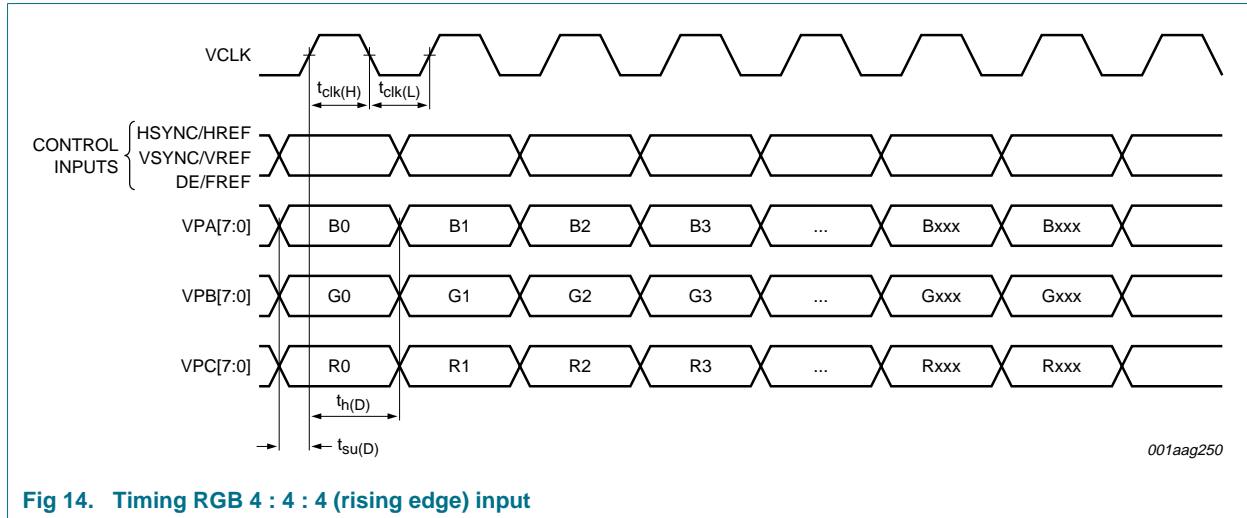 VCLK
tclk(H) tclk(L)
CONTROL INPUTS
HSYNC/HREF
VSYNC/VREF
DE/FREF
VPA[7:0] B0 B1 B2 B3 ... Bxxx Bxxx
VPB[7:0] G0 G1 G2 G3 ... Gxxx Gxxx
VPC[7:0] R0 R1 R2 R3 ... Rxxx Rxxx
th(D)
tsu(D)
001aag250
Fig 14. Timing RGB 4 : 4 : 4 (rising edge) input